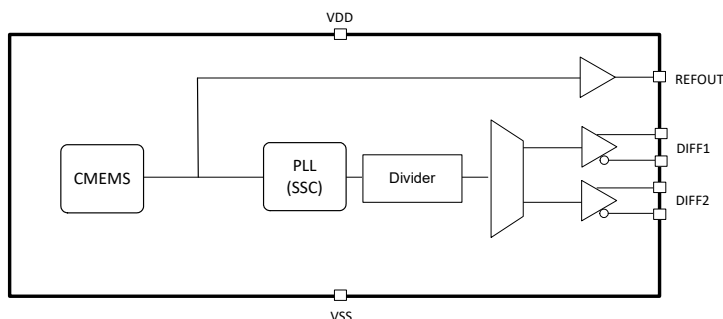 VDD
REFOUT
CMEMS
PLL
(SSC)
Divider
DIFF1
DIFF2
VSS